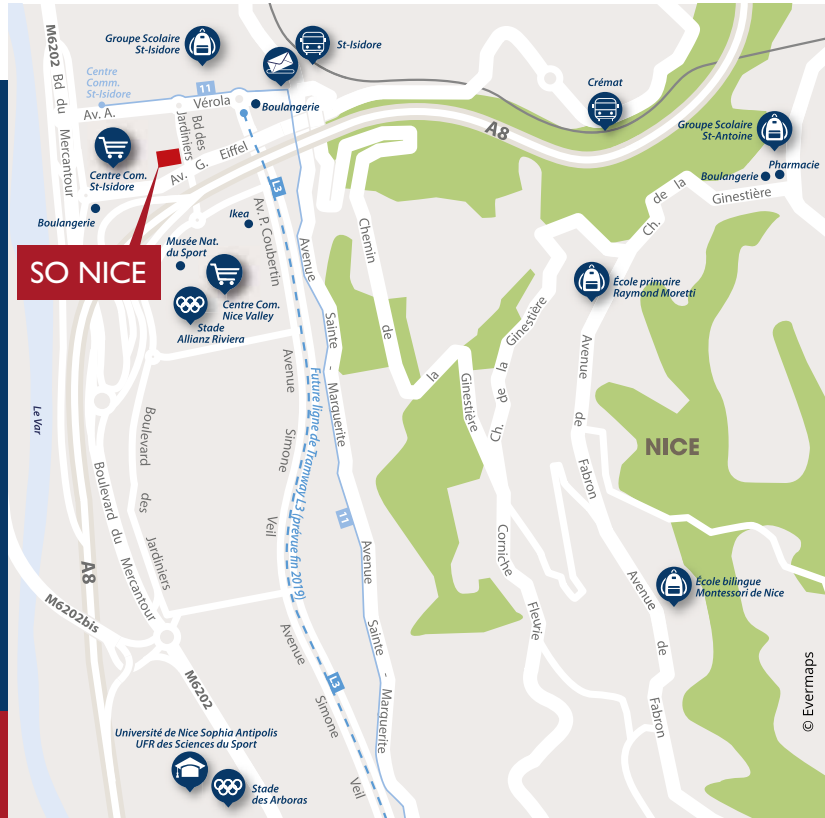 M6202
Bd du Mercantour
Groupe Scolaire
St-Isidore
St-Isidore
Centre
Comm.
St-Isidore
11
Av. A. Vérola
Boulangerie
Bd des
Jardiniers
Av. G. Eiffel
Centre Com.
St-Isidore
Boulangerie
SO NICE
L3
Av. P. Coubertin
Ikea
Musée Nat.
du Sport
Centre Com.
Nice Valley
Stade
Allianz Riviera
A8
Crémat
Groupe Scolaire
St-Antoine
Pharmacie
Boulangerie
Ch. de la Ginestière
Chemin de la Ginestière
Avenue Sainte - Marguerite
École primaire
Raymond Moretti
Ch. de la Ginestière
Avenue de Fabron
NICE
Le Var
Boulevard des Jardiniers
Boulevard du Mercantour
Avenue Simone Veil
Future ligne de Tramway L3 (prévue fin 2019)
11
Avenue Sainte - Marguerite
Corniche Fleurie
A8
M6202bis
M6202
Avenue Simone Veil
L3
École bilingue
Montessori de Nice
Avenue de Fabron
Université de Nice Sophia Antipolis
UFR des Sciences du Sport
Stade
des Arboras
© Evermaps